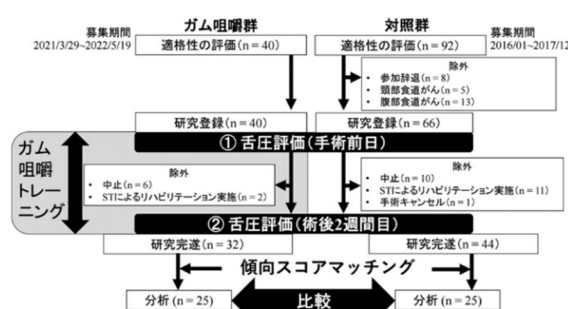 ガム咀嚼群
対照群
募集期間
2021/3/29~2022/5/19
適格性の評価(n = 40)
適格性の評価(n = 92)
募集期間
2016/01~2017/12
除外
• 参加辞退(n = 8)
• 頸部食道がん(n = 5)
• 腹部食道がん(n = 13)
研究登録(n = 40)
研究登録(n = 66)
① 舌圧評価(手術前日)
ガム
咀嚼
トレー
ニング
除外
• 中止(n = 6)
• STによるリハビリテーション実施(n = 2)
除外
• 中止(n = 10)
• STによるリハビリテーション実施(n = 11)
• 手術キャンセル(n = 1)
② 舌圧評価(術後2週間目)
研究完遂(n = 32)
研究完遂(n = 44)
傾向スコアマッチング
分析(n = 25)
比較
分析(n = 25)